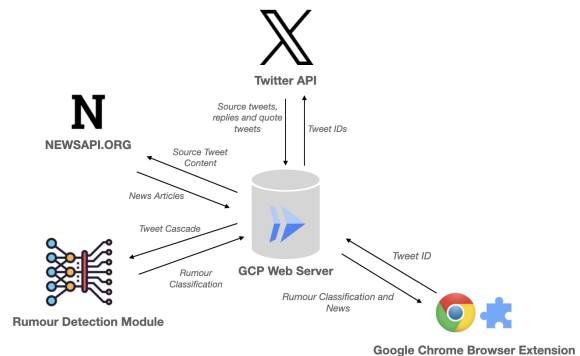 Twitter API
Source tweets,
replies and quote
tweets
Tweet IDs
N
NEWSAPI.ORG
Source Tweet
Content
News Articles
Tweet Cascade
Rumour
Classification
GCP Web Server
Tweet ID
Rumour Classification and
News
Rumour Detection Module
Google Chrome Browser Extension